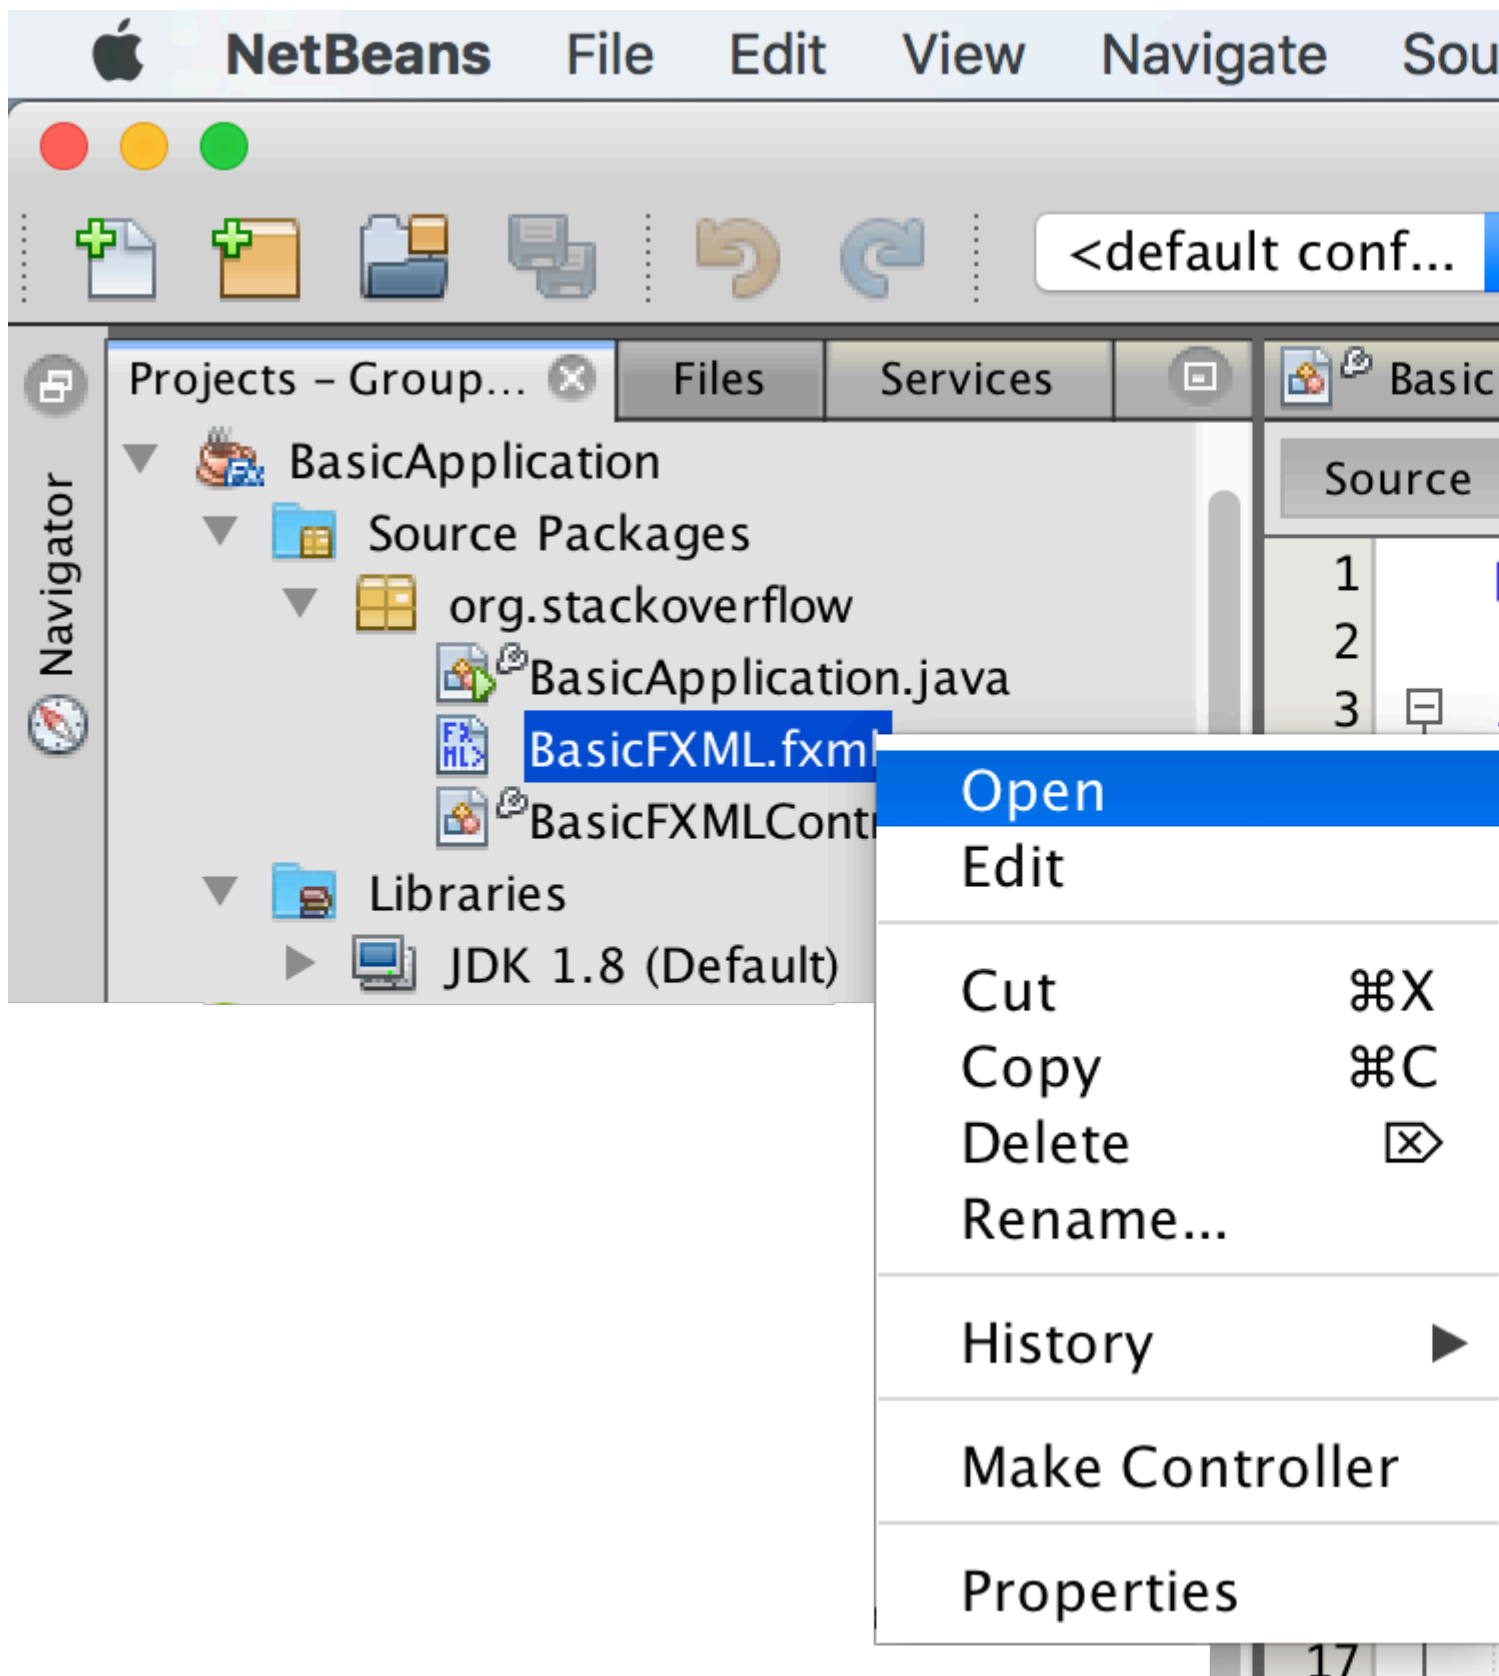 NetBeans File Edit View Navigate Sou
<default conf...
Projects – Group... Files Services Basic
Navigator
Source
BasicApplication
Source Packages
org.stackoverflow
BasicApplication.java
BasicFXML.fxml
BasicFXMLCont
Libraries
JDK 1.8 (Default)
1
2
3
Open
Edit
Cut ⌘X
Copy ⌘C
Delete ⌦
Rename...
History ▶
Make Controller
Properties
17